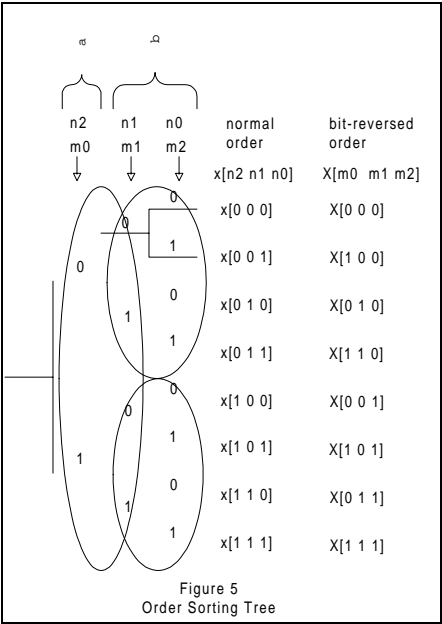 a b
n2 n1 n0 normal bit-reversed
m0 m1 m2 order order
x[n2 n1 n0] X[m0 m1 m2]
0
0 x[0 0 0] X[0 0 0]
1
0 x[0 0 1] X[1 0 0]
0
1 x[0 1 0] X[0 1 0]
1 x[0 1 1] X[1 1 0]
0
0 x[1 0 0] X[0 0 1]
1 x[1 0 1] X[1 0 1]
1
0 x[1 1 0] X[0 1 1]
1
1 x[1 1 1] X[1 1 1]
Figure 5
Order Sorting Tree